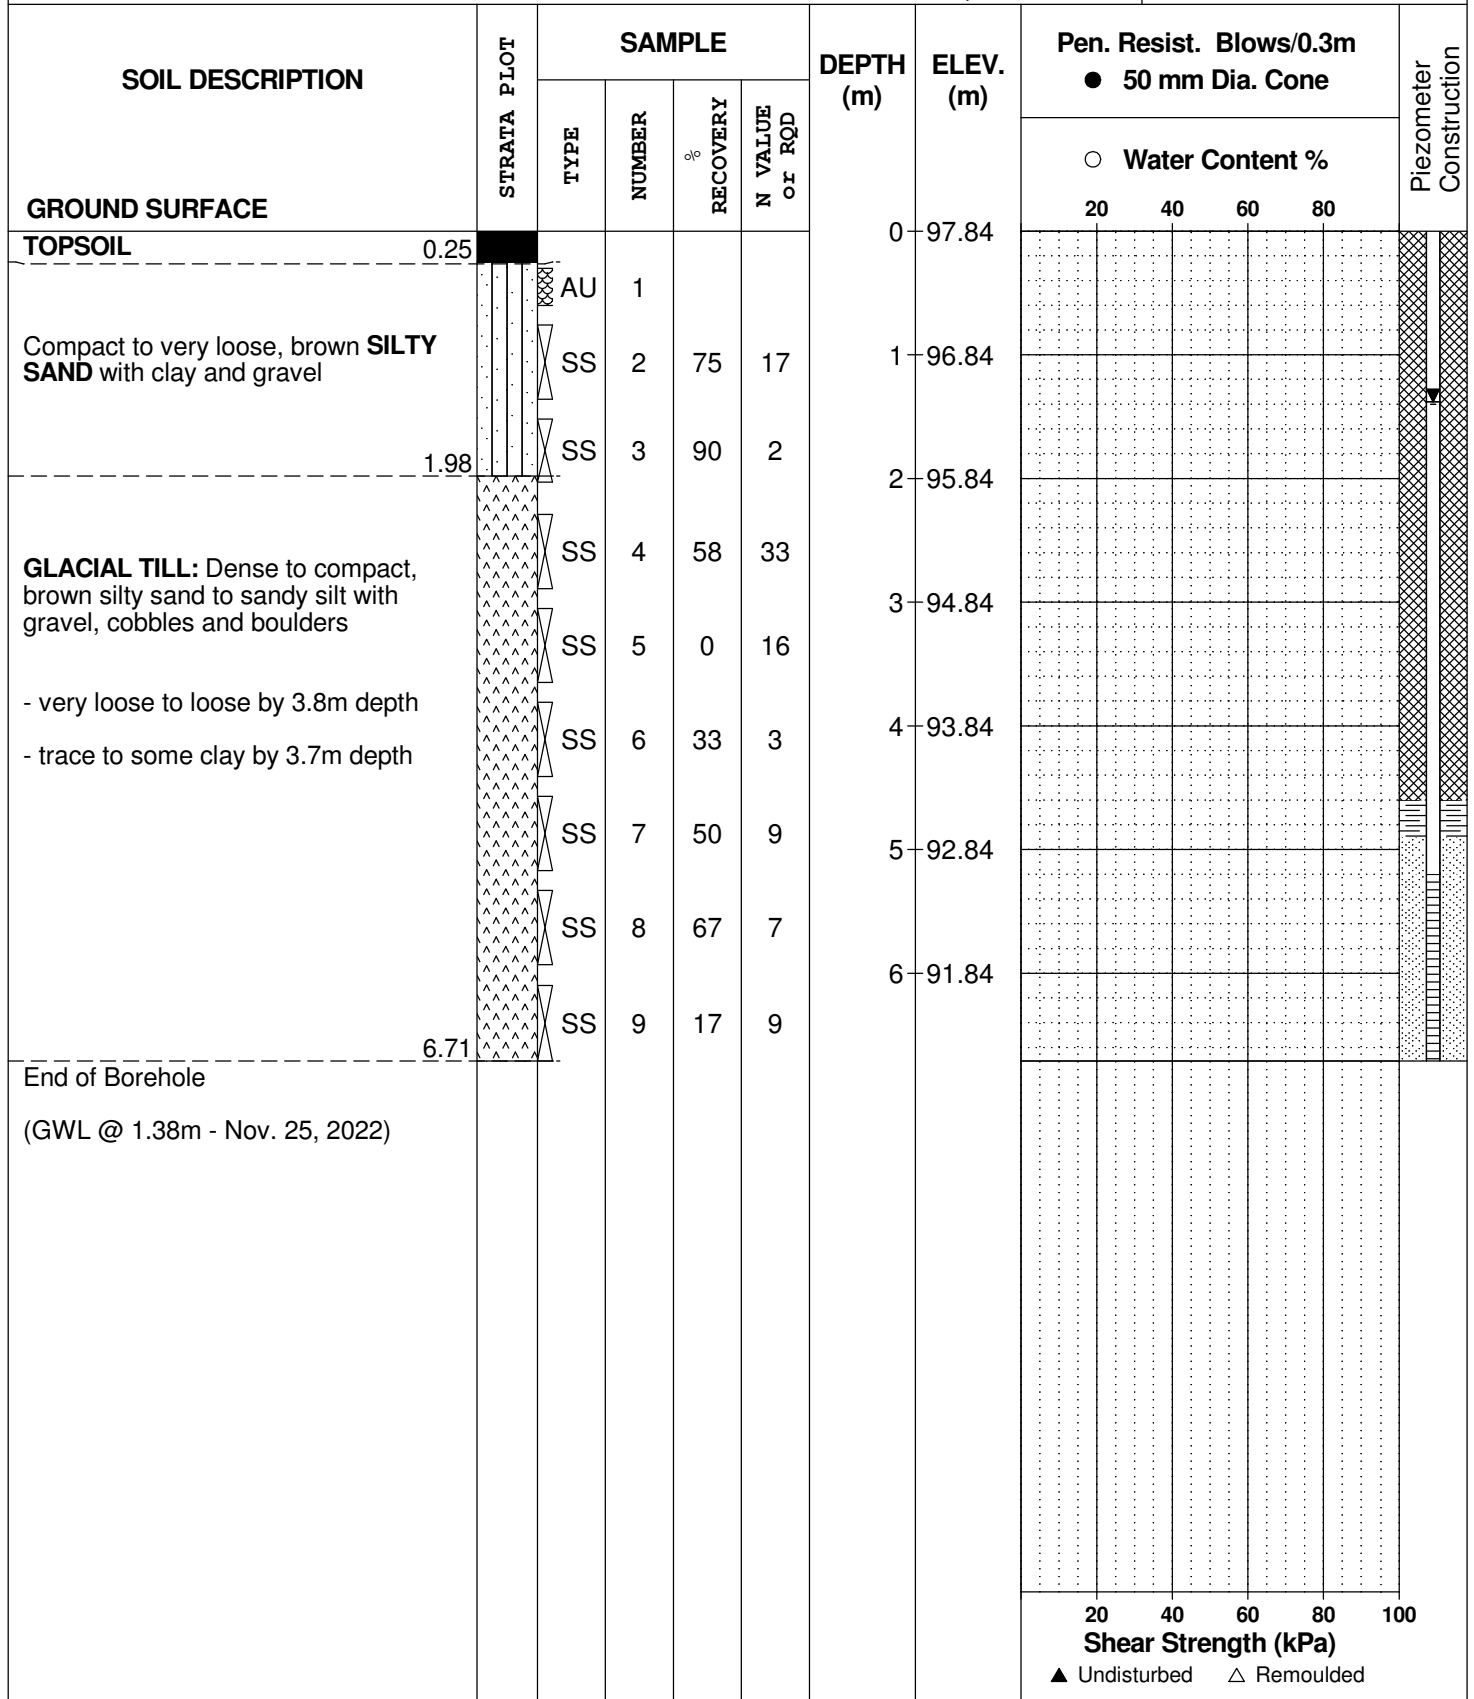 SOIL DESCRIPTION
GROUND SURFACE
STRATA PLOT
SAMPLE
TYPE
NUMBER
%
RECOVERY
N VALUE
or RQD
DEPTH
(m)
ELEV.
(m)
Pen. Resist. Blows/0.3m
● 50 mm Dia. Cone
○ Water Content %
20 40 60 80
Piezometer
Construction
TOPSOIL 0.25
0 97.84
AU 1
Compact to very loose, brown SILTY
SAND with clay and gravel
SS 2 75 17
1 96.84
SS 3 90 2
1.98
2 95.84
SS 4 58 33
GLACIAL TILL: Dense to compact,
brown silty sand to sandy silt with
gravel, cobbles and boulders
3 94.84
SS 5 0 16
- very loose to loose by 3.8m depth
- trace to some clay by 3.7m depth
SS 6 33 3
4 93.84
SS 7 50 9
5 92.84
SS 8 67 7
6 91.84
SS 9 17 9
6.71
End of Borehole
(GWL @ 1.38m - Nov. 25, 2022)
20 40 60 80 100
Shear Strength (kPa)
▲ Undisturbed △ Remoulded